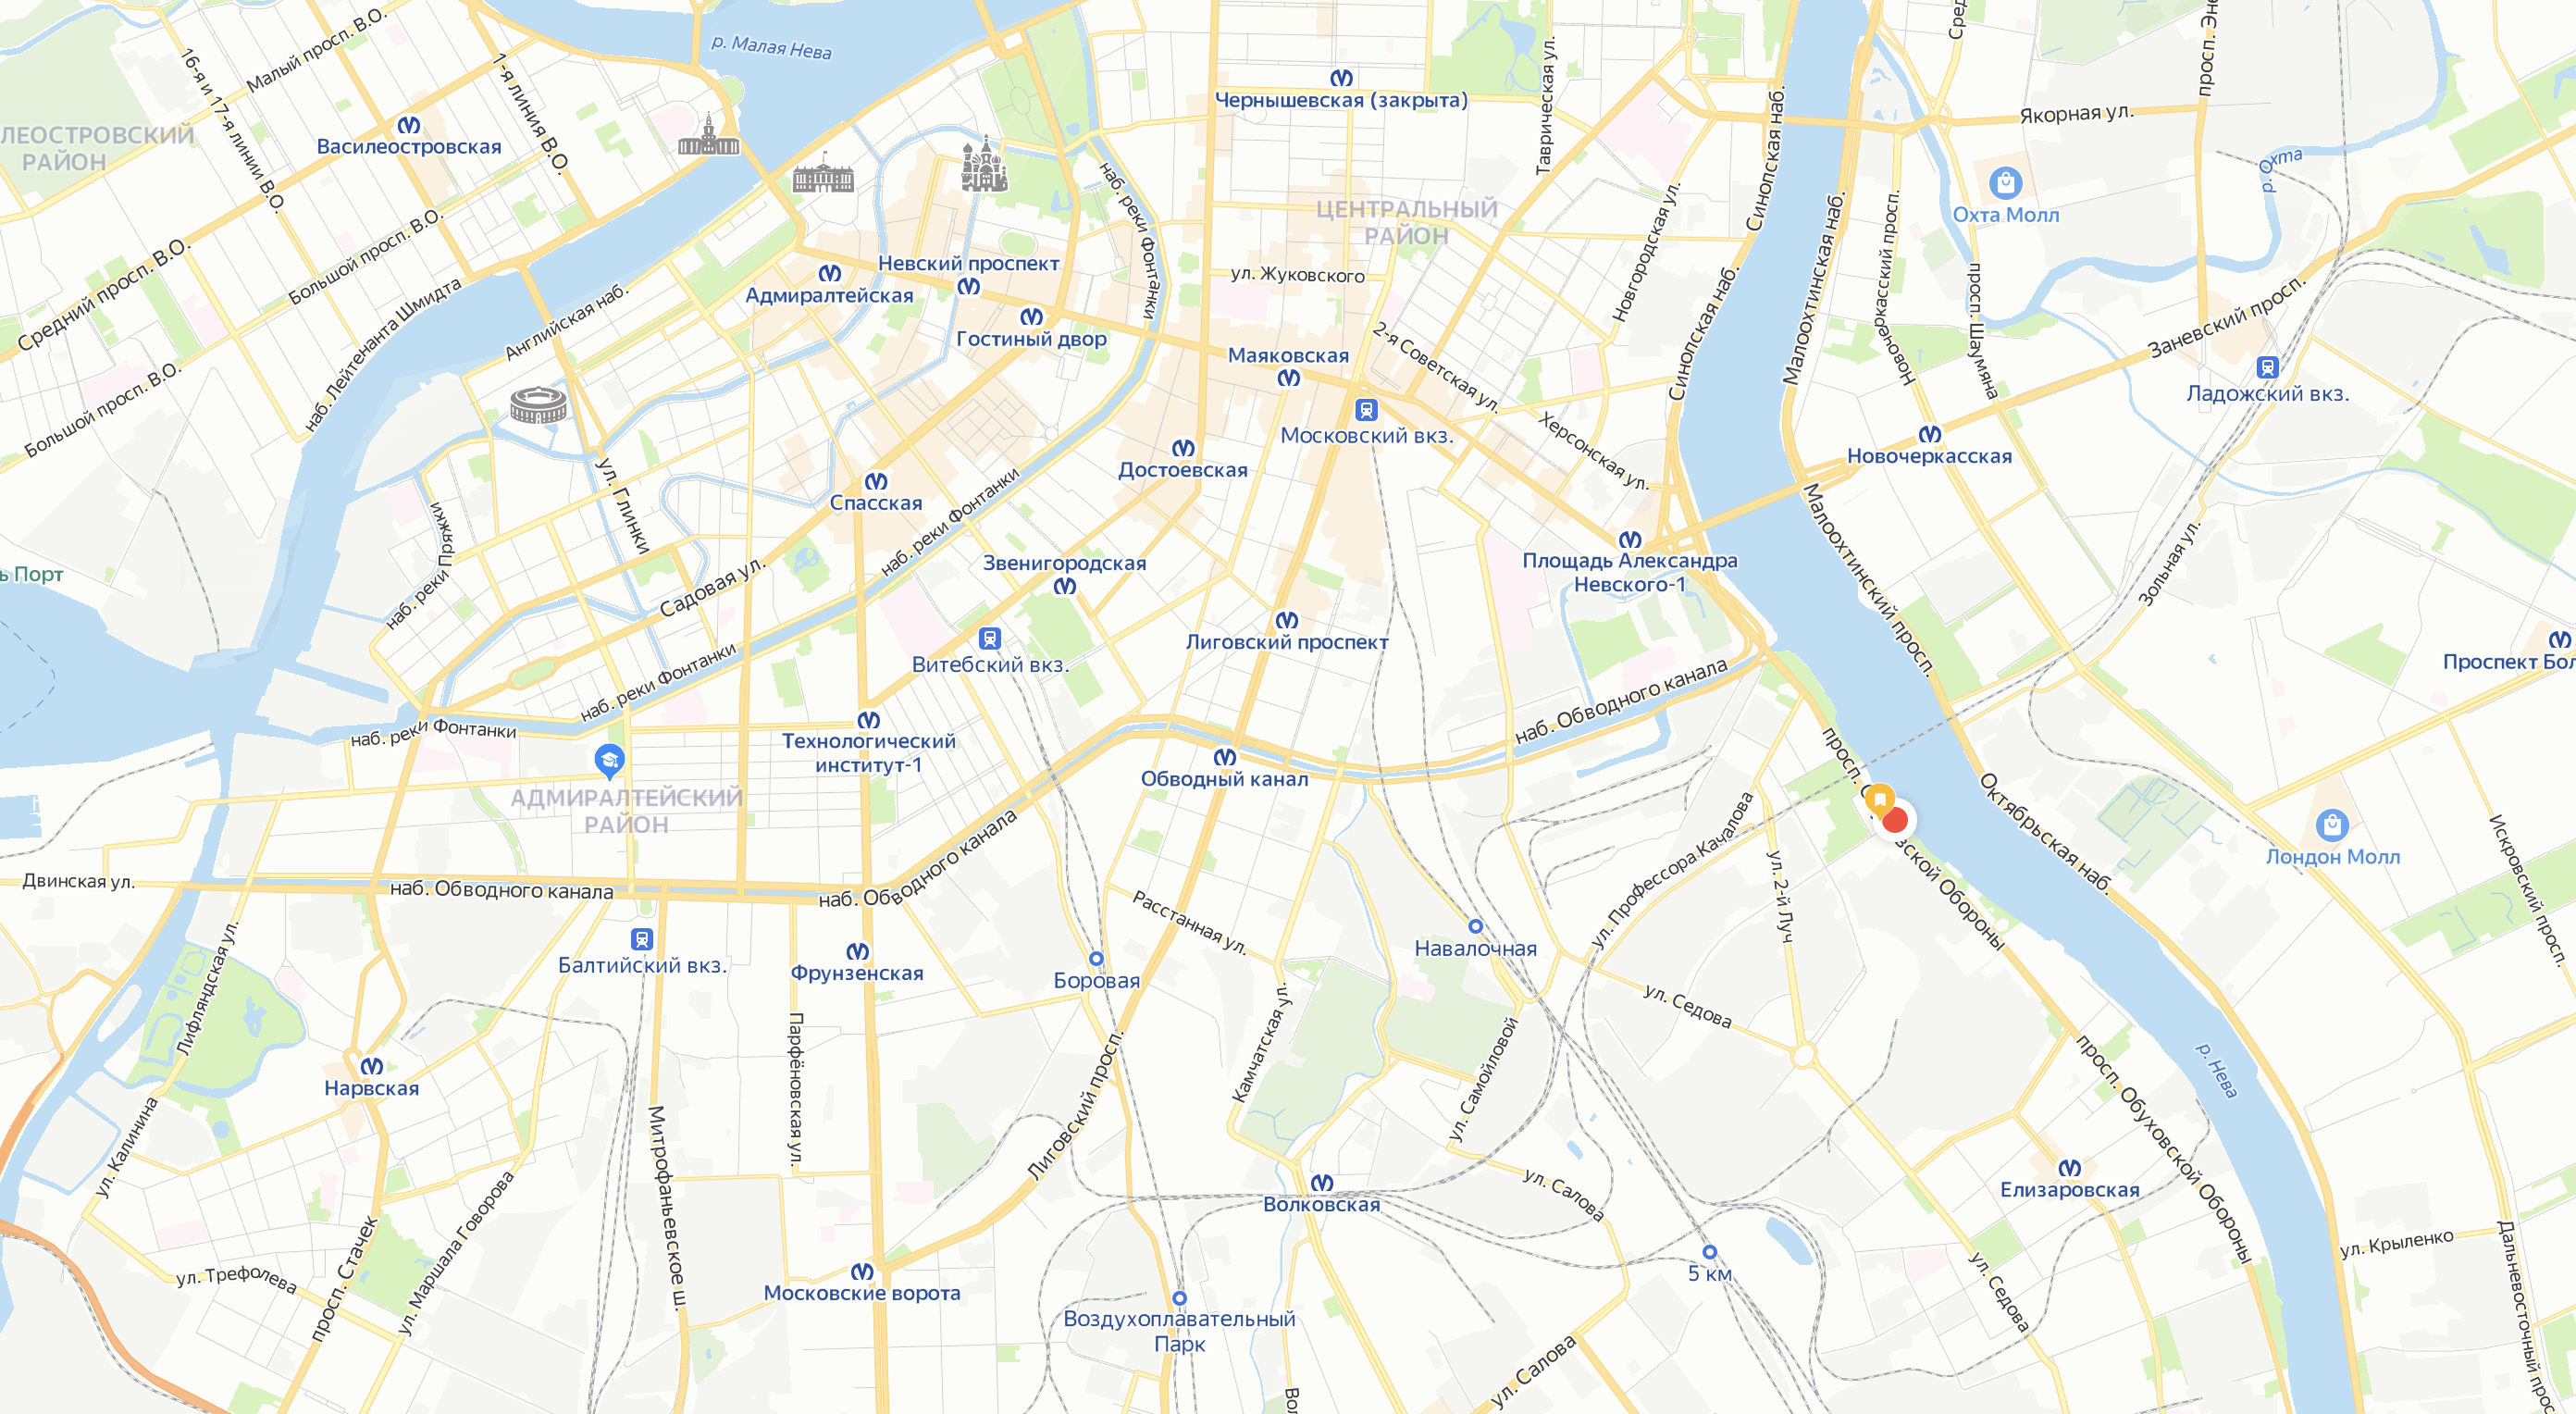 16-я и 17-я линии В.О.
Малый просп. В.О.
1-я линия В.О.
р. Малая Нева
Чернышевская (закрыта)
Таврическая ул.
Синопская наб.
Якорная ул.
р. Охта
Василеостровская
ЛЕОСТРОВСКИЙ
РАЙОН
Большой просп. В.О.
Средний просп. В.О.
Большой просп. В.О.
наб. Лейтенанта Шмидта
Английская наб.
Адмиралтейская
Невский проспект
Гостиный двор
наб. реки Фонтанки
ЦЕНТРАЛЬНЫЙ
РАЙОН
ул. Жуковского
Новгородская ул.
Синопская наб.
Малоохтинская наб.
Охта Молл
просп. Шаумяна
Заневский просп.
Ладожский вкз.
Маяковская
2-я Советская ул.
Московский вкз.
Херсонская ул.
Новочеркасская
Достоевская
Спасская
ул. Глинки
наб. реки Пряжки
Садовая ул.
наб. реки Фонтанки
Звенигородская
Площадь Александра
Невского-1
Малоохтинский просп.
Зольная ул.
ь Порт
Витебский вкз.
Лиговский проспект
наб. реки Фонтанки
наб. реки Фонтанки
Технологический
институт-1
Обводный канал
наб. Обводного канала
Проспект Бол
АДМИРАЛТЕЙСКИЙ
РАЙОН
Октябрьская наб.
Лондон Молл
Искровский просп.
ул. Профессора Качалова
ул. 2-й Луч
Двинская ул.
наб. Обводного канала
наб. Обводного канала
Расстанная ул.
Навалочная
Балтийский вкз.
Фрунзенская
Боровая
ул. Седова
Лифляндская ул.
Нарвская
Парфёновская ул.
Камчатская ул.
ул. Самойловой
р. Нева
просп. Обуховской Обороны
ул. Калинина
Митрофаньевское ш.
Лиговский просп.
Волковская
ул. Салова
Елизаровская
ул. Трефолева
просп. Стачек
ул. Маршала Говорова
Московские ворота
Воздухоплавательный
Парк
5 км
ул. Седова
ул. Крыленко
ул. Салова